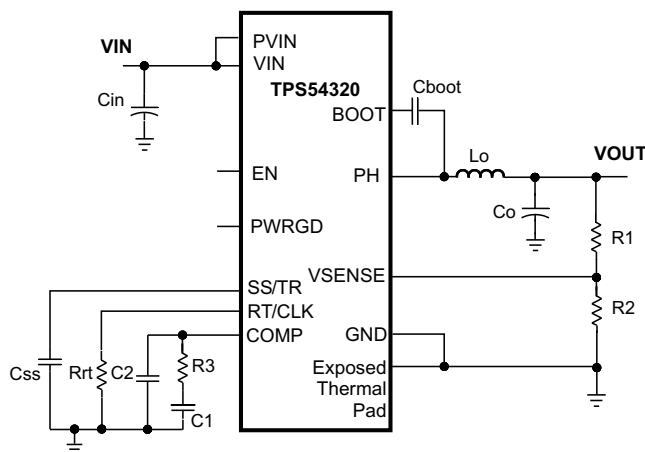 VIN
PVIN
VIN
TPS54320
Cin
BOOT
Cboot
EN
PH
Lo
VOUT
Co
PWRGD
R1
SS/TR
VSENSE
RT/CLK
R2
COMP
GND
Css
Rrt
C2
R3
C1
Exposed
Thermal
Pad